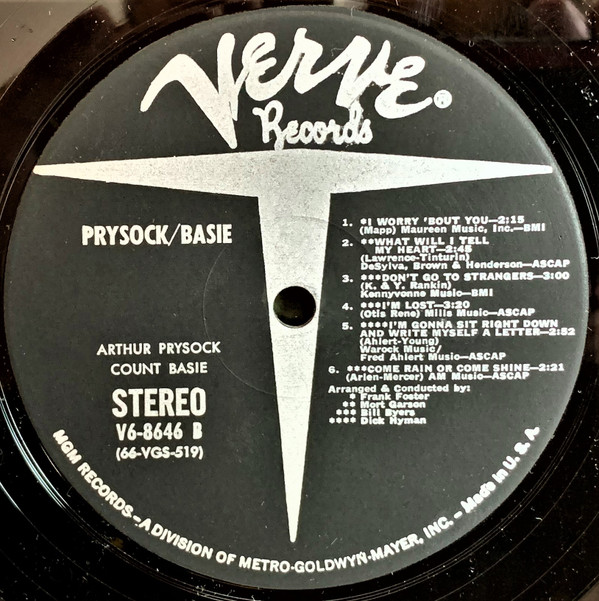 Verve®
Records
PRYSOCK/BASIE
ARTHUR PRYSOCK
COUNT BASIE
STEREO
V6-8646 B
(66-VGS-519)
1. *I WORRY 'BOUT YOU—2:15
(Mapp) Maureen Music, Inc.—BMI
2. **WHAT WILL I TELL
MY HEART—2:45
(Lawrence-Tinturin)
DeSylva, Brown & Henderson—ASCAP
3. ***DON'T GO TO STRANGERS—3:00
(K. & Y. Rankin)
Kennyvonne Music—BMI
4. ***I'M LOST—3:20
(Otis Rene) Mills Music—ASCAP
5. ****I'M GONNA SIT RIGHT DOWN
AND WRITE MYSELF A LETTER—2:52
(Ahlert-Young)
Warock Music/
Fred Ahlert Music—ASCAP
6. ***COME RAIN OR COME SHINE—2:21
(Arlen-Mercer) AM Music—ASCAP
Arranged & Conducted by:
* Frank Foster
** Mort Garson
*** Bill Byers
**** Dick Hyman
MGM RECORDS—A DIVISION OF METRO-GOLDWYN-MAYER, INC. – Made in U. S. A.